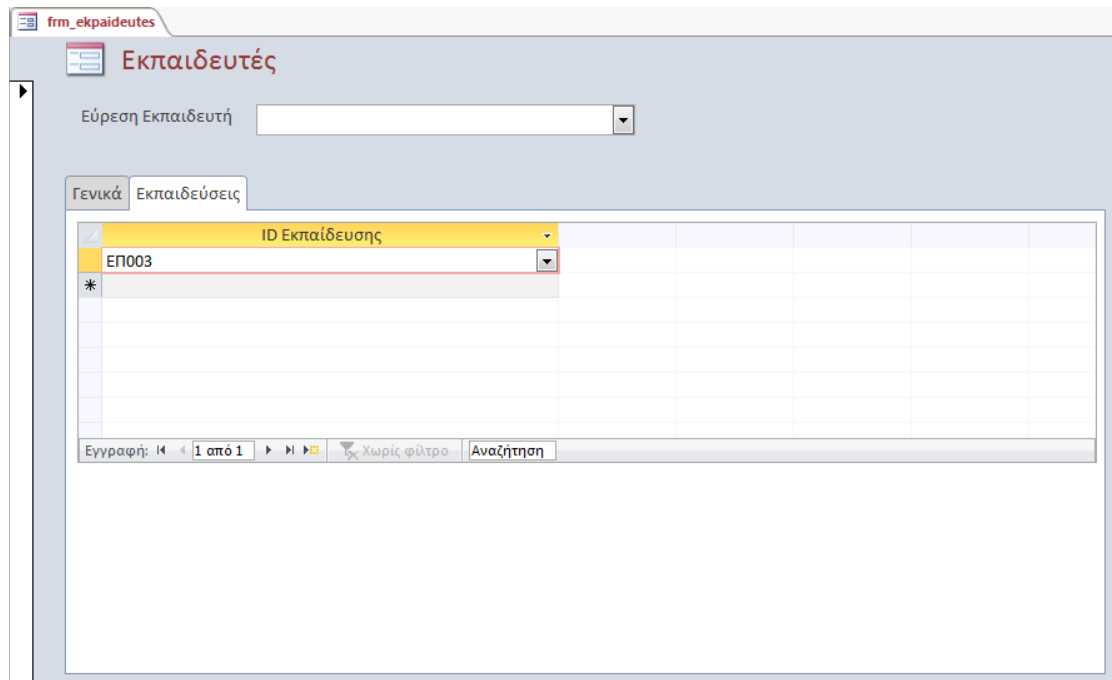 frm_ekpaideutes
Εκπαιδευτές
Εύρεση Εκπαιδευτή
Γενικά Εκπαιδεύσεις
ID Εκπαίδευσης
ΕΠ003
Εγγραφή: 1 από 1 Χωρίς φίλτρο Αναζήτηση